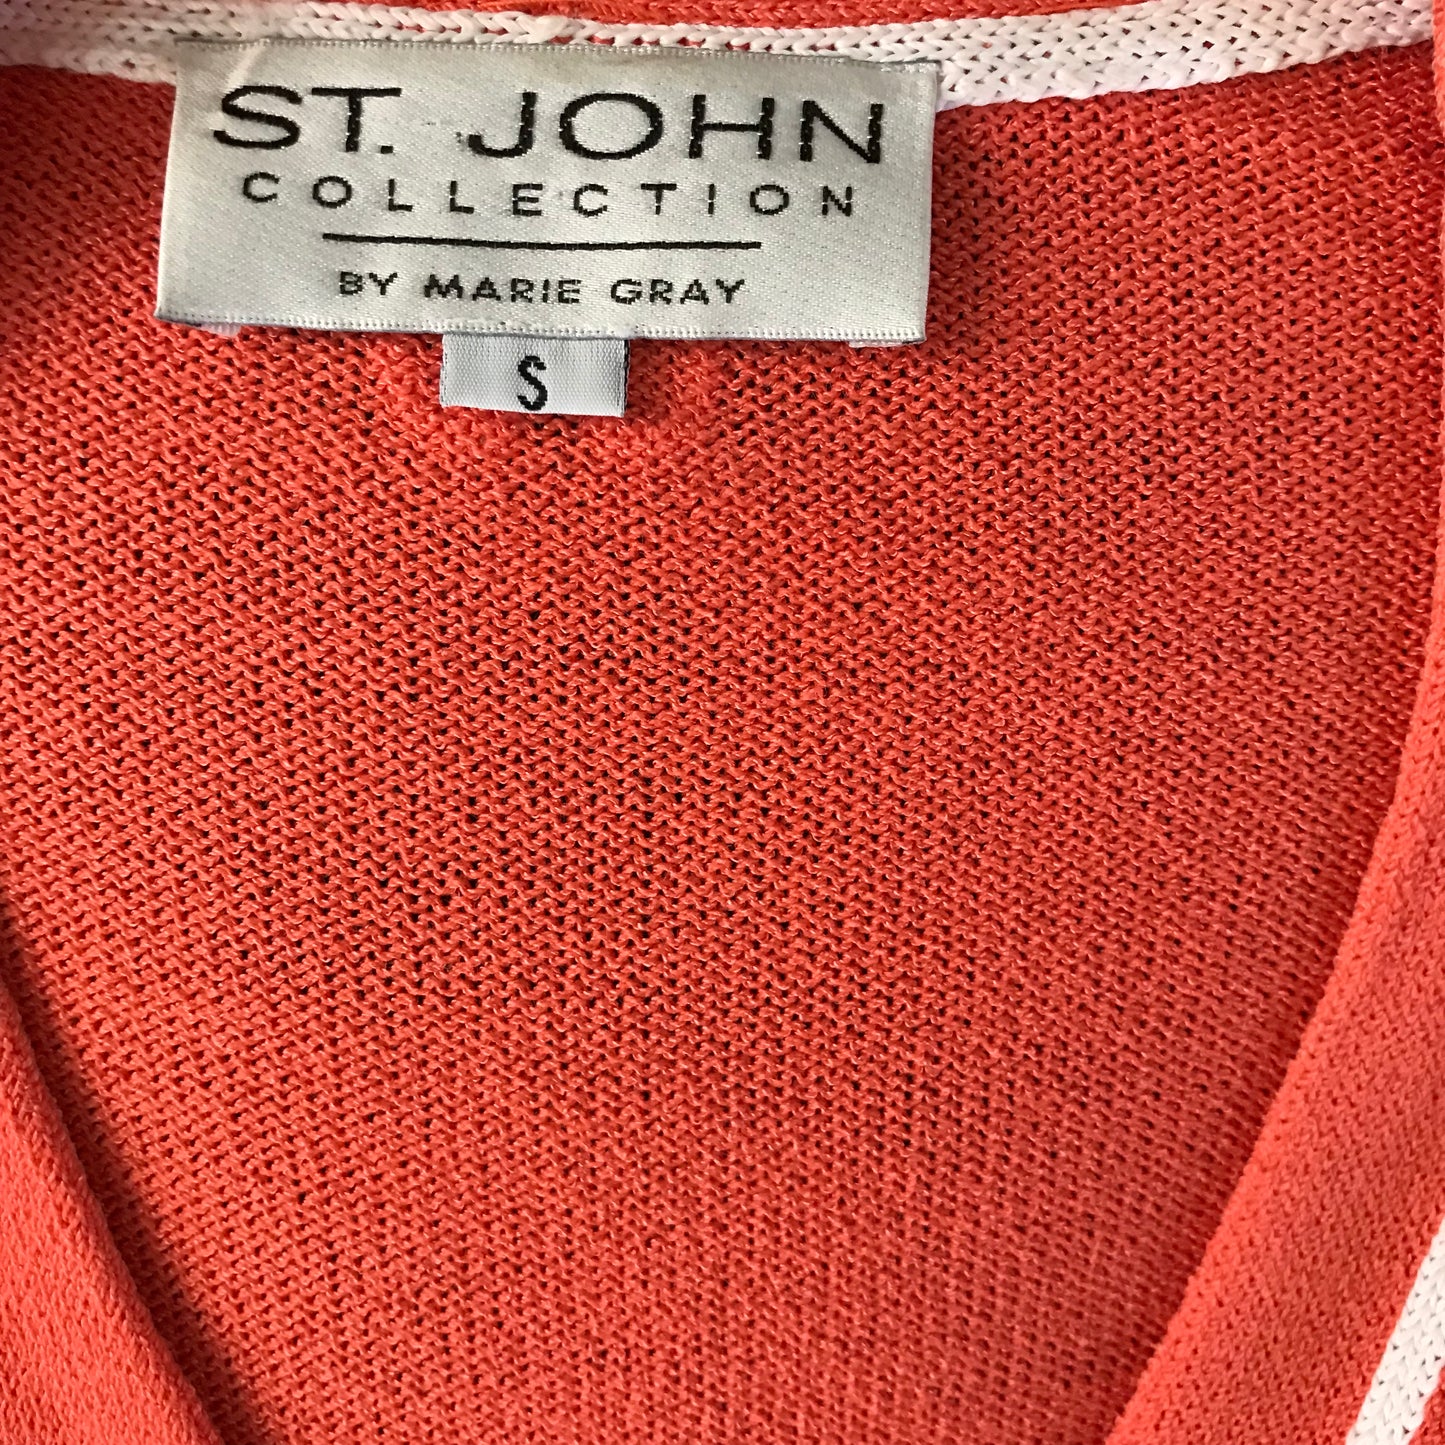 ST. JOHN
COLLECTION
BY MARIE GRAY
S